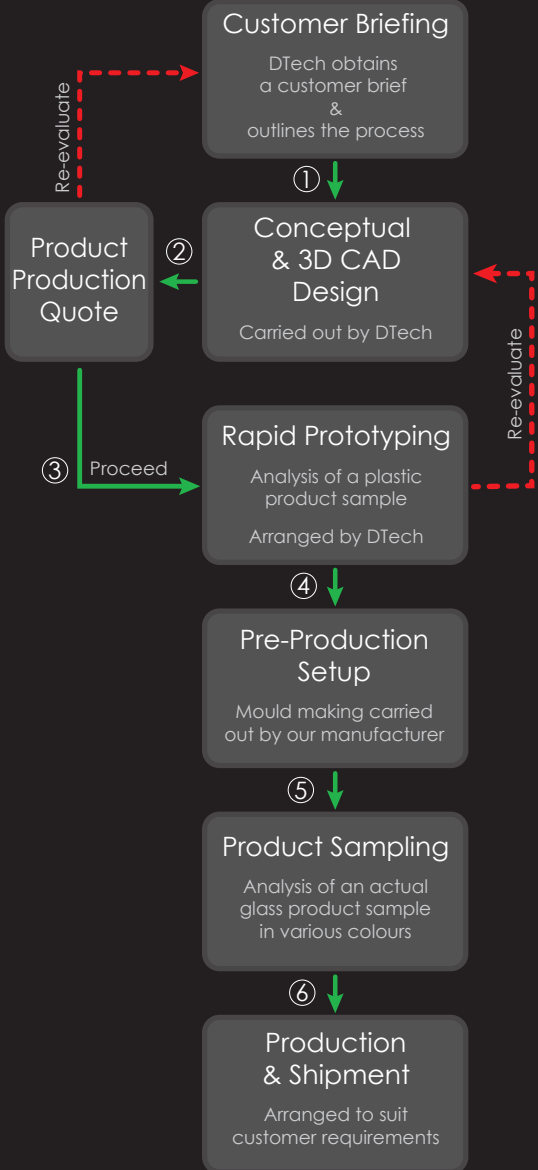 Customer Briefing
DTech obtains
a customer brief
&
outlines the process
Re-evaluate
①
Conceptual
& 3D CAD
Design
Carried out by DTech
②
Product
Production
Quote
Re-evaluate
③
Proceed
Rapid Prototyping
Analysis of a plastic
product sample
Arranged by DTech
④
Pre-Production
Setup
Mould making carried
out by our manufacturer
⑤
Product Sampling
Analysis of an actual
glass product sample
in various colours
⑥
Production
& Shipment
Arranged to suit
customer requirements